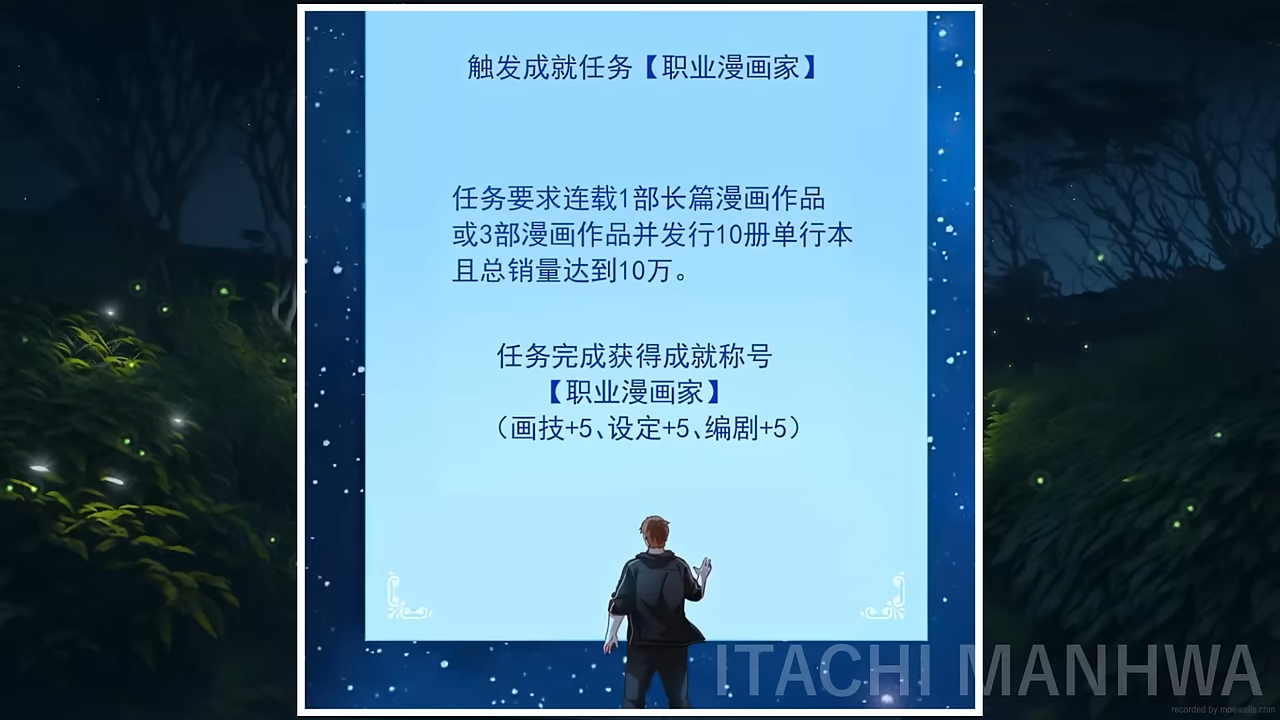 触发成就任务【职业漫画家】
任务要求连载1部长篇漫画作品
或3部漫画作品并发行10册单行本
且总销量达到10万。
任务完成获得成就称号
【职业漫画家】
（画技+5、设定+5、编剧+5）
ITACHI MANHWA
recorded by moewalls.com